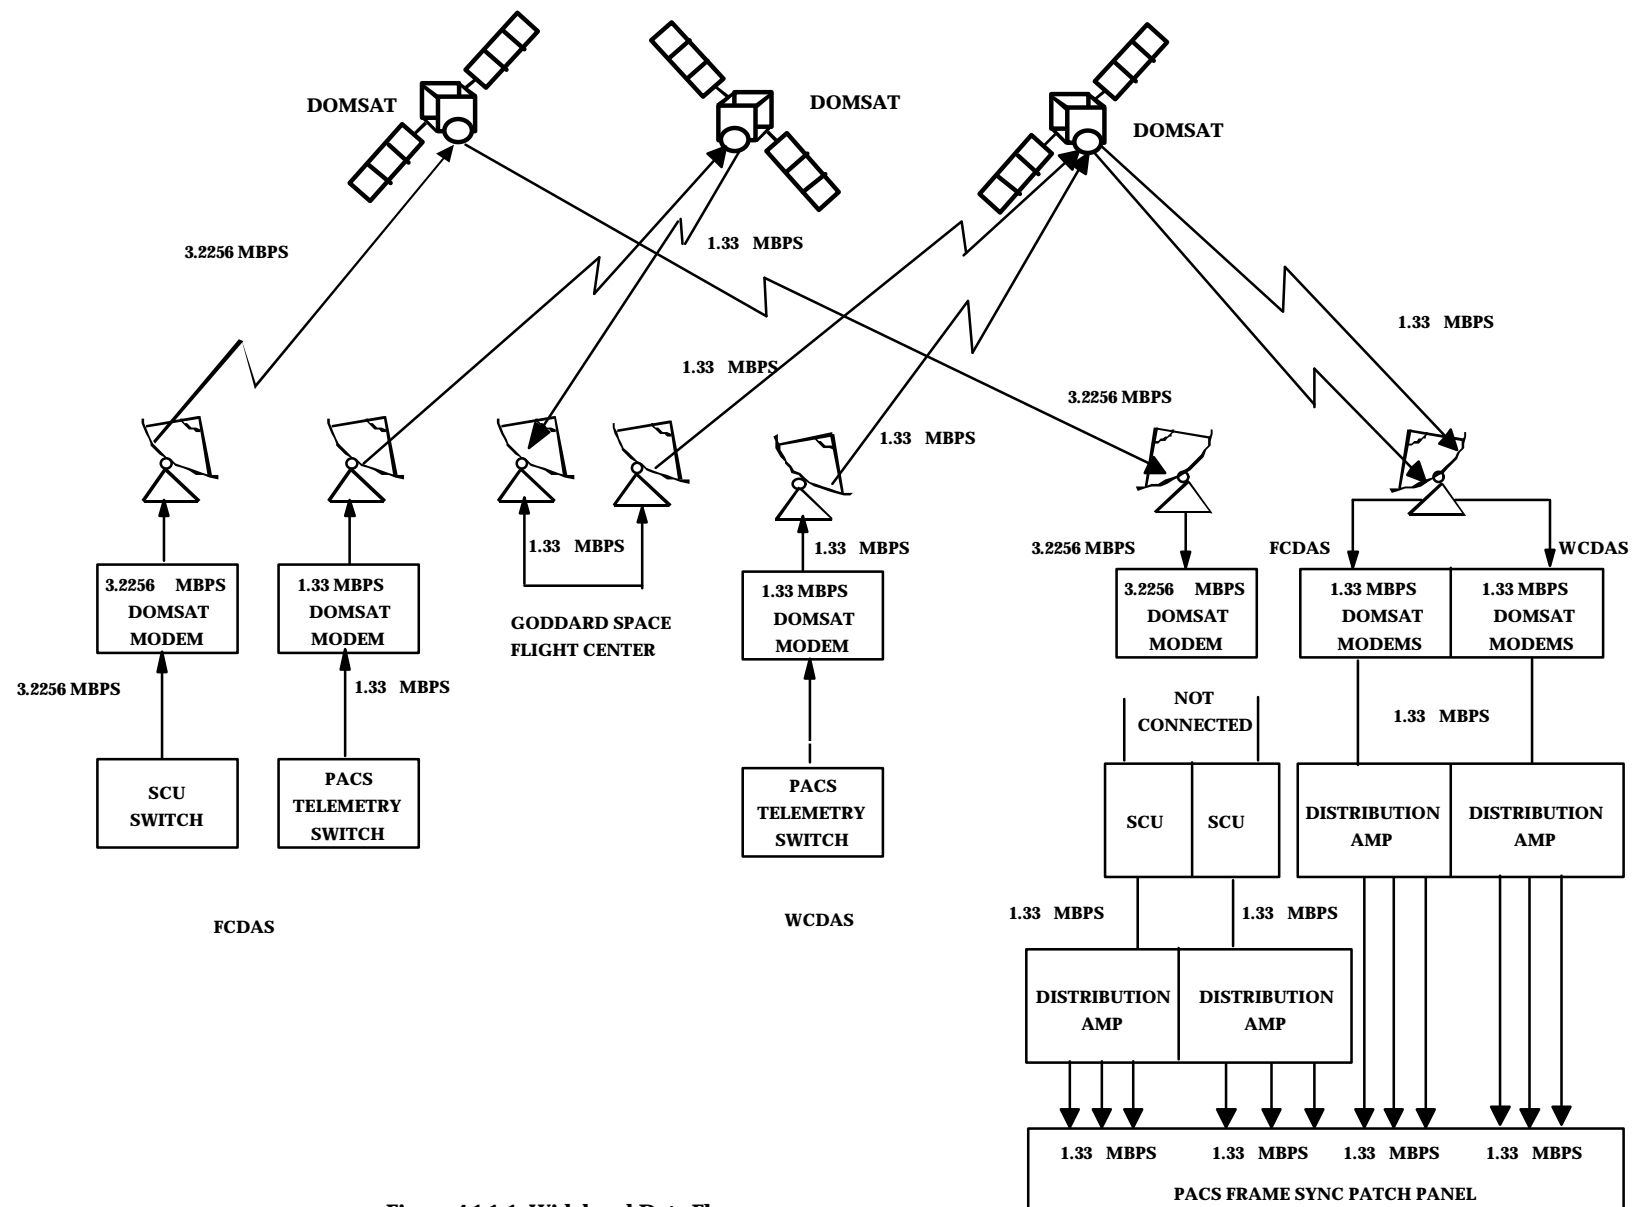 DOMSAT
DOMSAT
DOMSAT
3.2256 MBPS
1.33 MBPS
1.33 MBPS
1.33 MBPS
3.2256 MBPS
1.33 MBPS
1.33 MBPS
1.33 MBPS
3.2256 MBPS
FCDAS
WCDAS
3.2256 MBPS
DOMSAT
MODEM
1.33 MBPS
DOMSAT
MODEM
GODDARD SPACE
FLIGHT CENTER
1.33 MBPS
DOMSAT
MODEM
3.2256 MBPS
DOMSAT
MODEM
1.33 MBPS
DOMSAT
MODEMS
1.33 MBPS
DOMSAT
MODEMS
3.2256 MBPS
1.33 MBPS
NOT
CONNECTED
1.33 MBPS
SCU
SWITCH
PACS
TELEMETRY
SWITCH
PACS
TELEMETRY
SWITCH
SCU
SCU
DISTRIBUTION
AMP
DISTRIBUTION
AMP
FCDAS
WCDAS
1.33 MBPS
1.33 MBPS
DISTRIBUTION
AMP
DISTRIBUTION
AMP
1.33 MBPS
1.33 MBPS
1.33 MBPS
1.33 MBPS
PACS FRAME SYNC PATCH PANEL